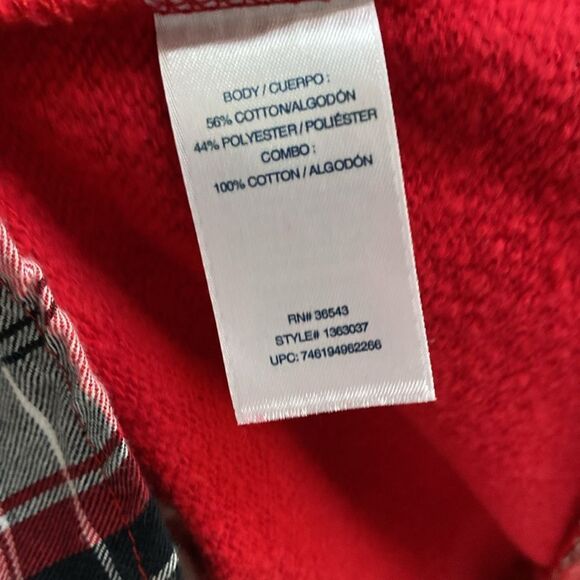 BODY / CUERPO :
56% COTTON/ALGODÓN
44% POLYESTER / POLIÉSTER
COMBO :
100% COTTON / ALGODÓN
RN# 36543
STYLE# 1363037
UPC: 746194962266